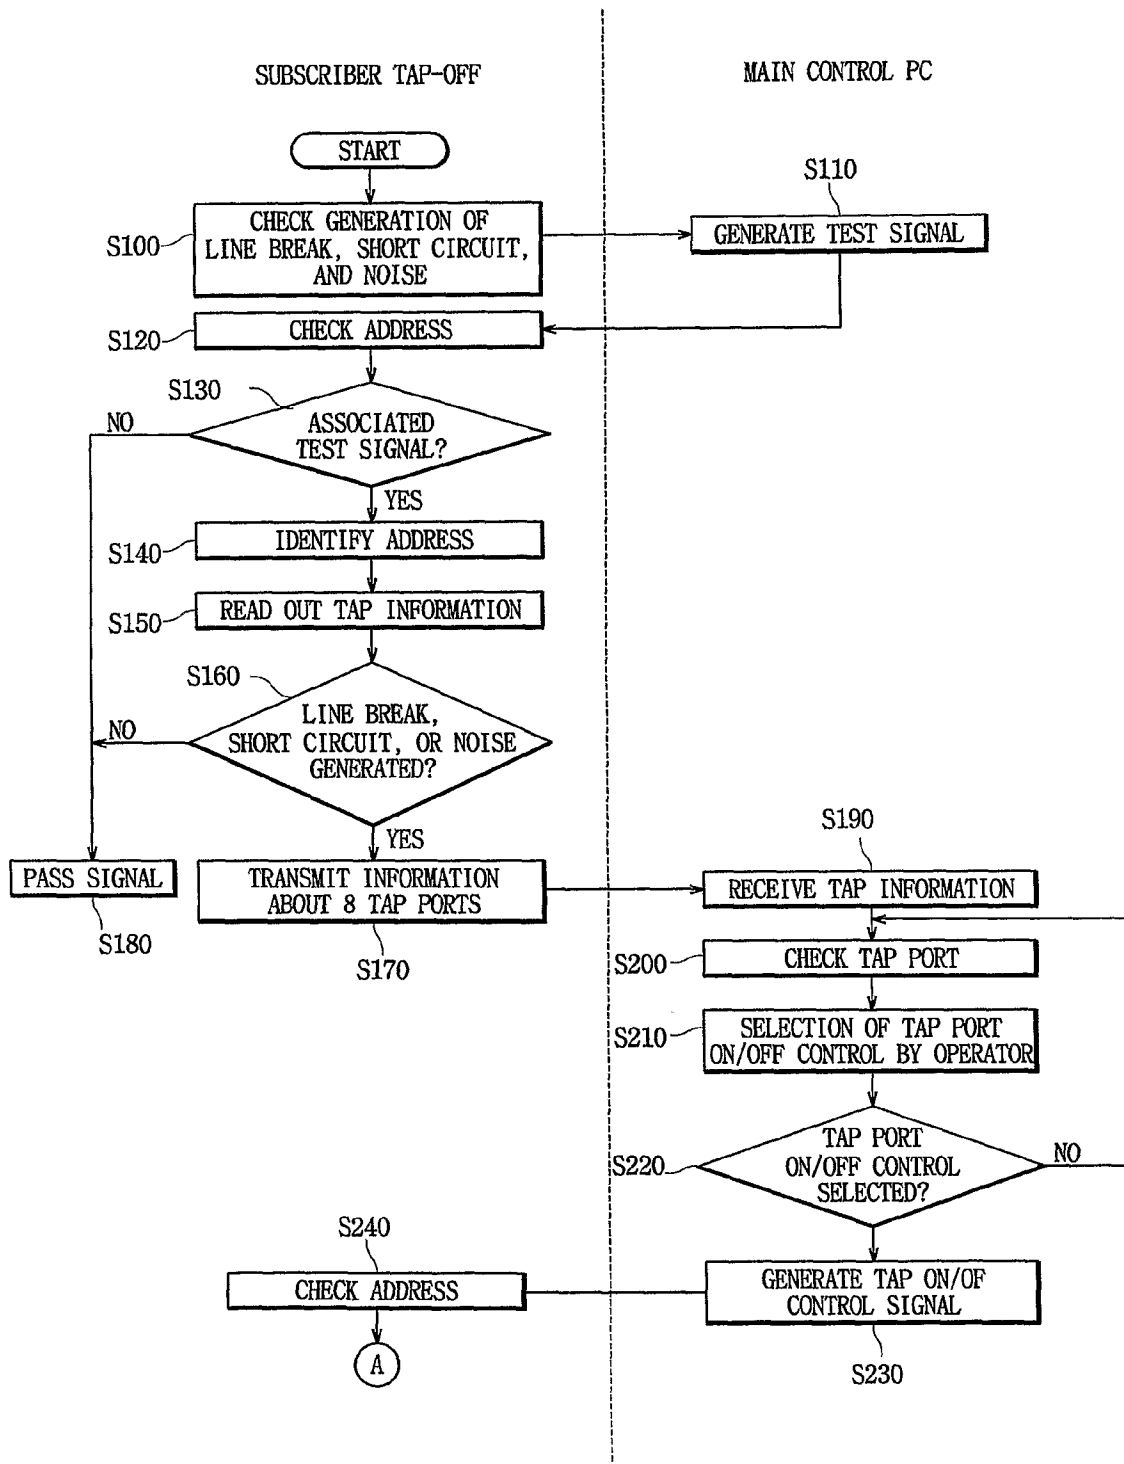 SUBSCRIBER TAP-OFF
MAIN CONTROL PC
START
S110
S100
CHECK GENERATION OF
LINE BREAK, SHORT CIRCUIT,
AND NOISE
GENERATE TEST SIGNAL
S120
CHECK ADDRESS
S130
NO
ASSOCIATED
TEST SIGNAL?
YES
S140
IDENTIFY ADDRESS
S150
READ OUT TAP INFORMATION
S160
NO
LINE BREAK,
SHORT CIRCUIT, OR NOISE
GENERATED?
YES
S190
PASS SIGNAL
TRANSMIT INFORMATION
ABOUT 8 TAP PORTS
RECEIVE TAP INFORMATION
S180
S170
S200
CHECK TAP PORT
S210
SELECTION OF TAP PORT
ON/OFF CONTROL BY OPERATOR
S220
TAP PORT
ON/OFF CONTROL
SELECTED?
NO
S240
CHECK ADDRESS
GENERATE TAP ON/OF
CONTROL SIGNAL
A
S230